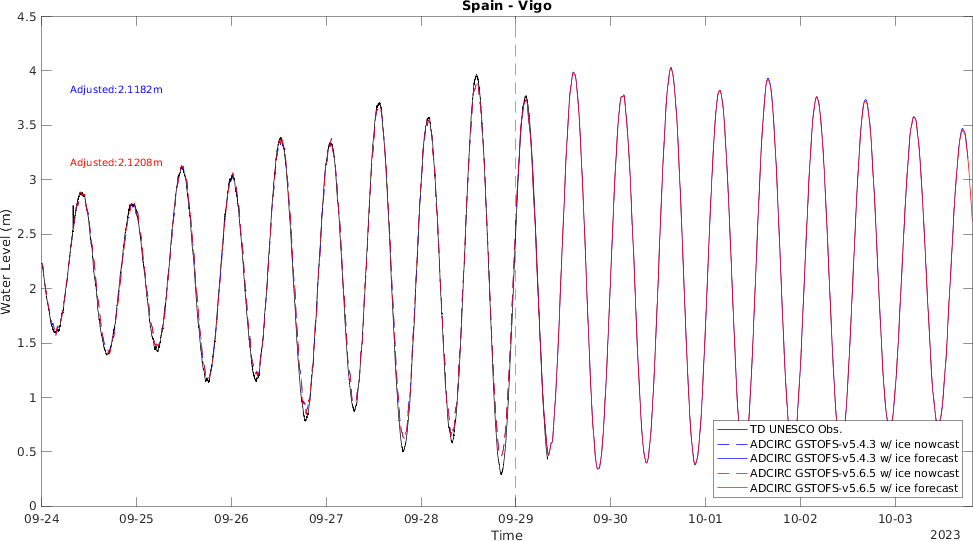 Spain - Vigo
4.5
4
3.5
3
2.5
2
1.5
1
0.5
0
Water Level (m)
Adjusted:2.1182m
Adjusted:2.1208m
TD UNESCO Obs.
ADCIRC GSTOFS-v5.4.3 w/ ice nowcast
ADCIRC GSTOFS-v5.4.3 w/ ice forecast
ADCIRC GSTOFS-v5.6.5 w/ ice nowcast
ADCIRC GSTOFS-v5.6.5 w/ ice forecast
09-24 09-25 09-26 09-27 09-28 09-29 09-30 10-01 10-02 10-03
Time
2023